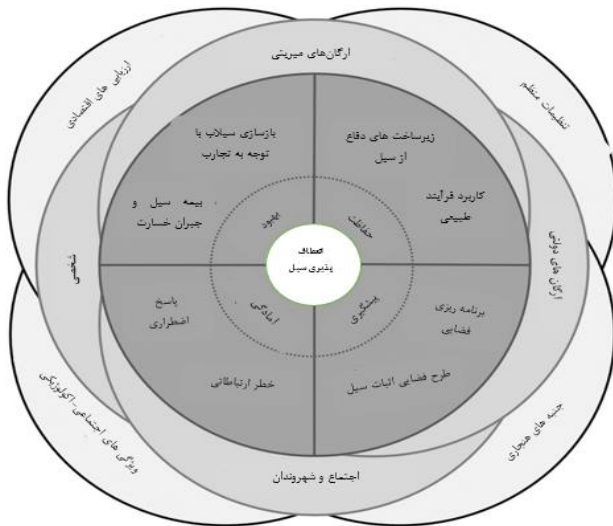 ارگان‌های میریتی
ارزیابی های اقتصادی
تنظیمات منظم
بازسازی سیلاب با
توجه به تجارب
زیرساخت های دفاع
از سیل
بیمه سیل و
جبران خسارت
کاربرد فرآیند
طبیعی
بهبود
حفاظت
شخصی
انعطاف
پذیری سیل
ارگان های دولتی
آمادگی
پیشگیری
پاسخ
اضطراری
برنامه ریزی
فضایی
خطر ارتباطاتی
طرح فضایی اثبات سیل
ویژگی های اجتماعی-اکولوژیکی
جنبه های هنجاری
اجتماع و شهروندان